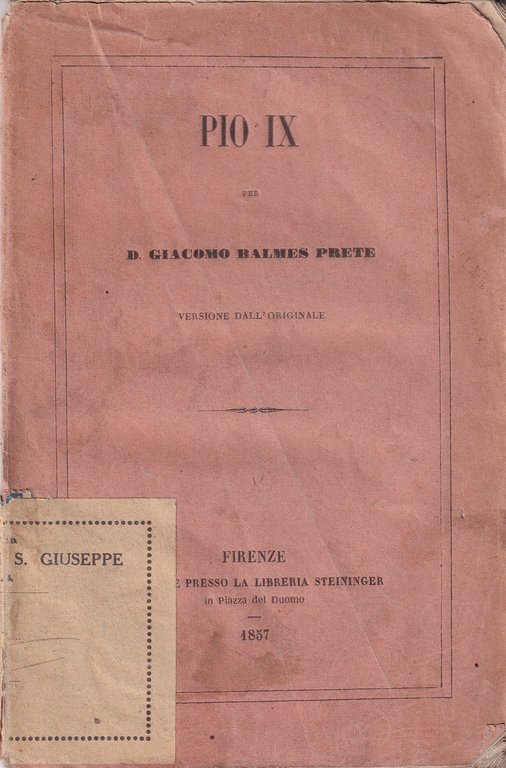 PIO IX
PER
D. GIACOMO BALMES PRETE
VERSIONE DALL'ORIGINALE
FIRENZE
E PRESSO LA LIBRERIA STEININGER
in Piazza del Duomo
1857
S. GIUSEPPE